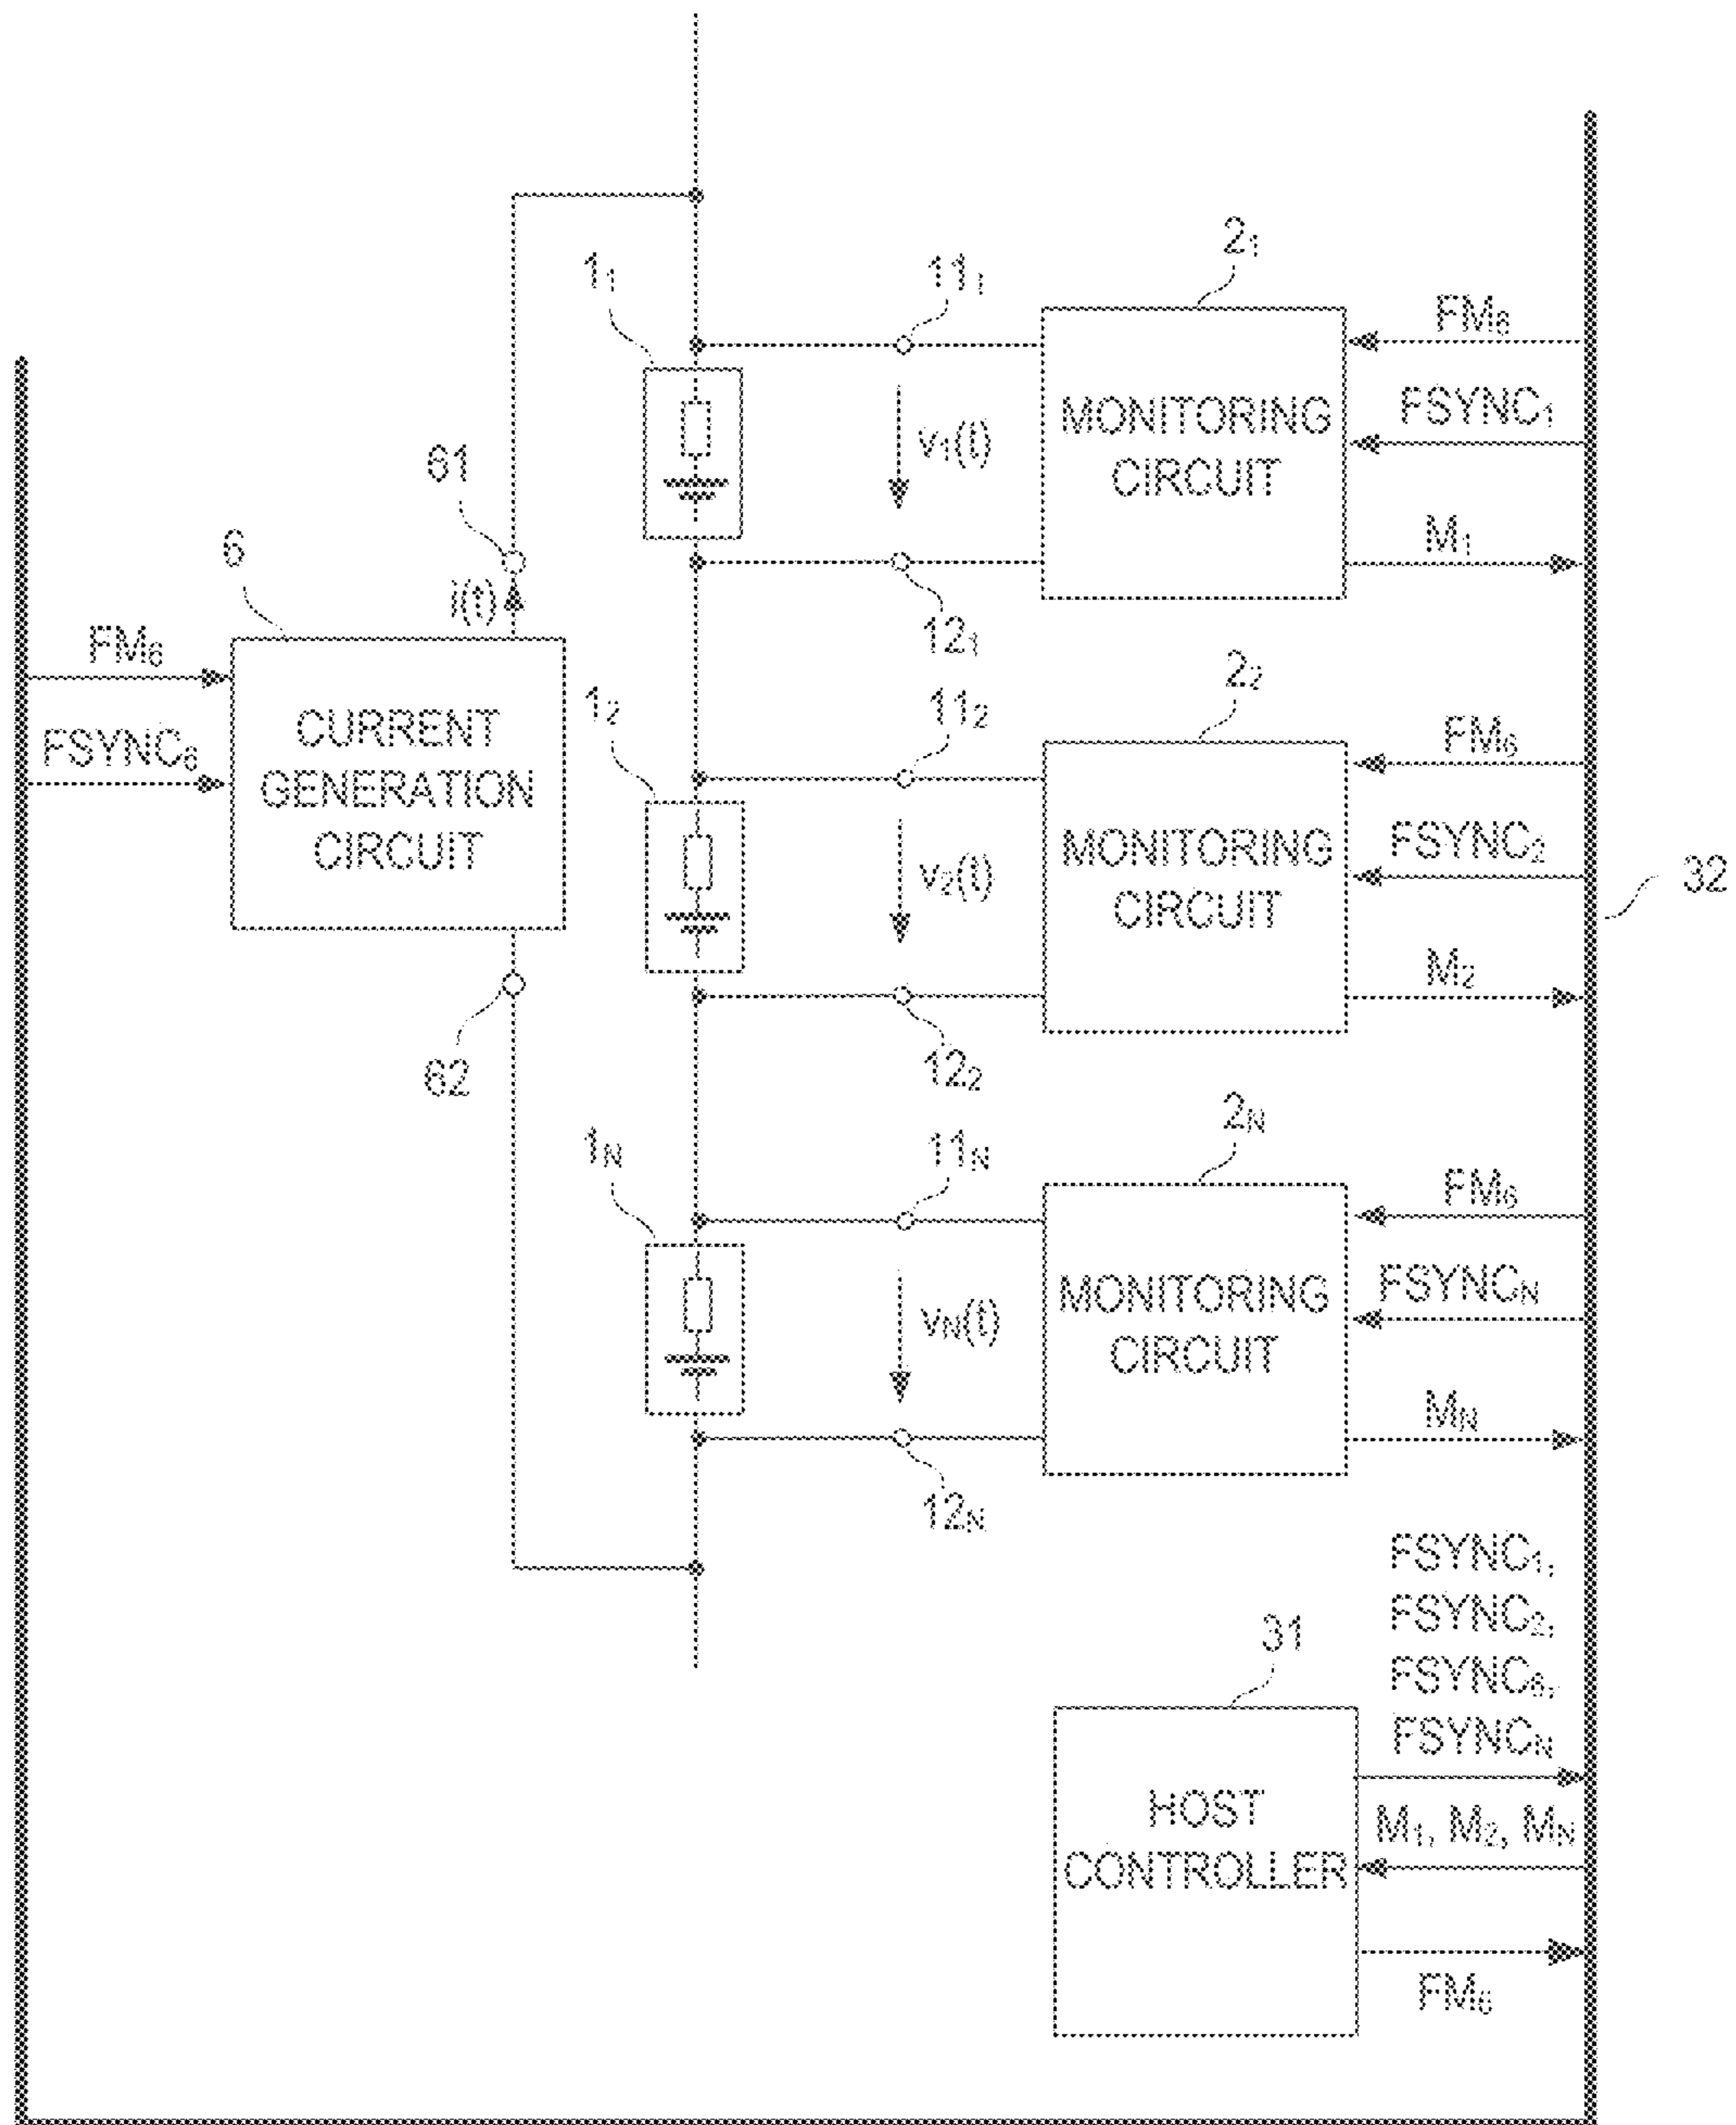 2₁
1₁
11₁
FM₆
FSYNC₁
MONITORING
CIRCUIT
v₁(t)
M₁
61
6
i(t)
12₁
FM₆
FSYNC₆
CURRENT
GENERATION
CIRCUIT
2₂
1₂
11₂
FM₆
FSYNC₂
MONITORING
CIRCUIT
v₂(t)
32
M₂
62
12₂
2N
1N
11N
FM₆
FSYNCN
MONITORING
CIRCUIT
vN(t)
MN
12N
FSYNC₁,
FSYNC₂,
FSYNC₆,
FSYNCN
31
HOST
CONTROLLER
M₁, M₂, MN
FM₆